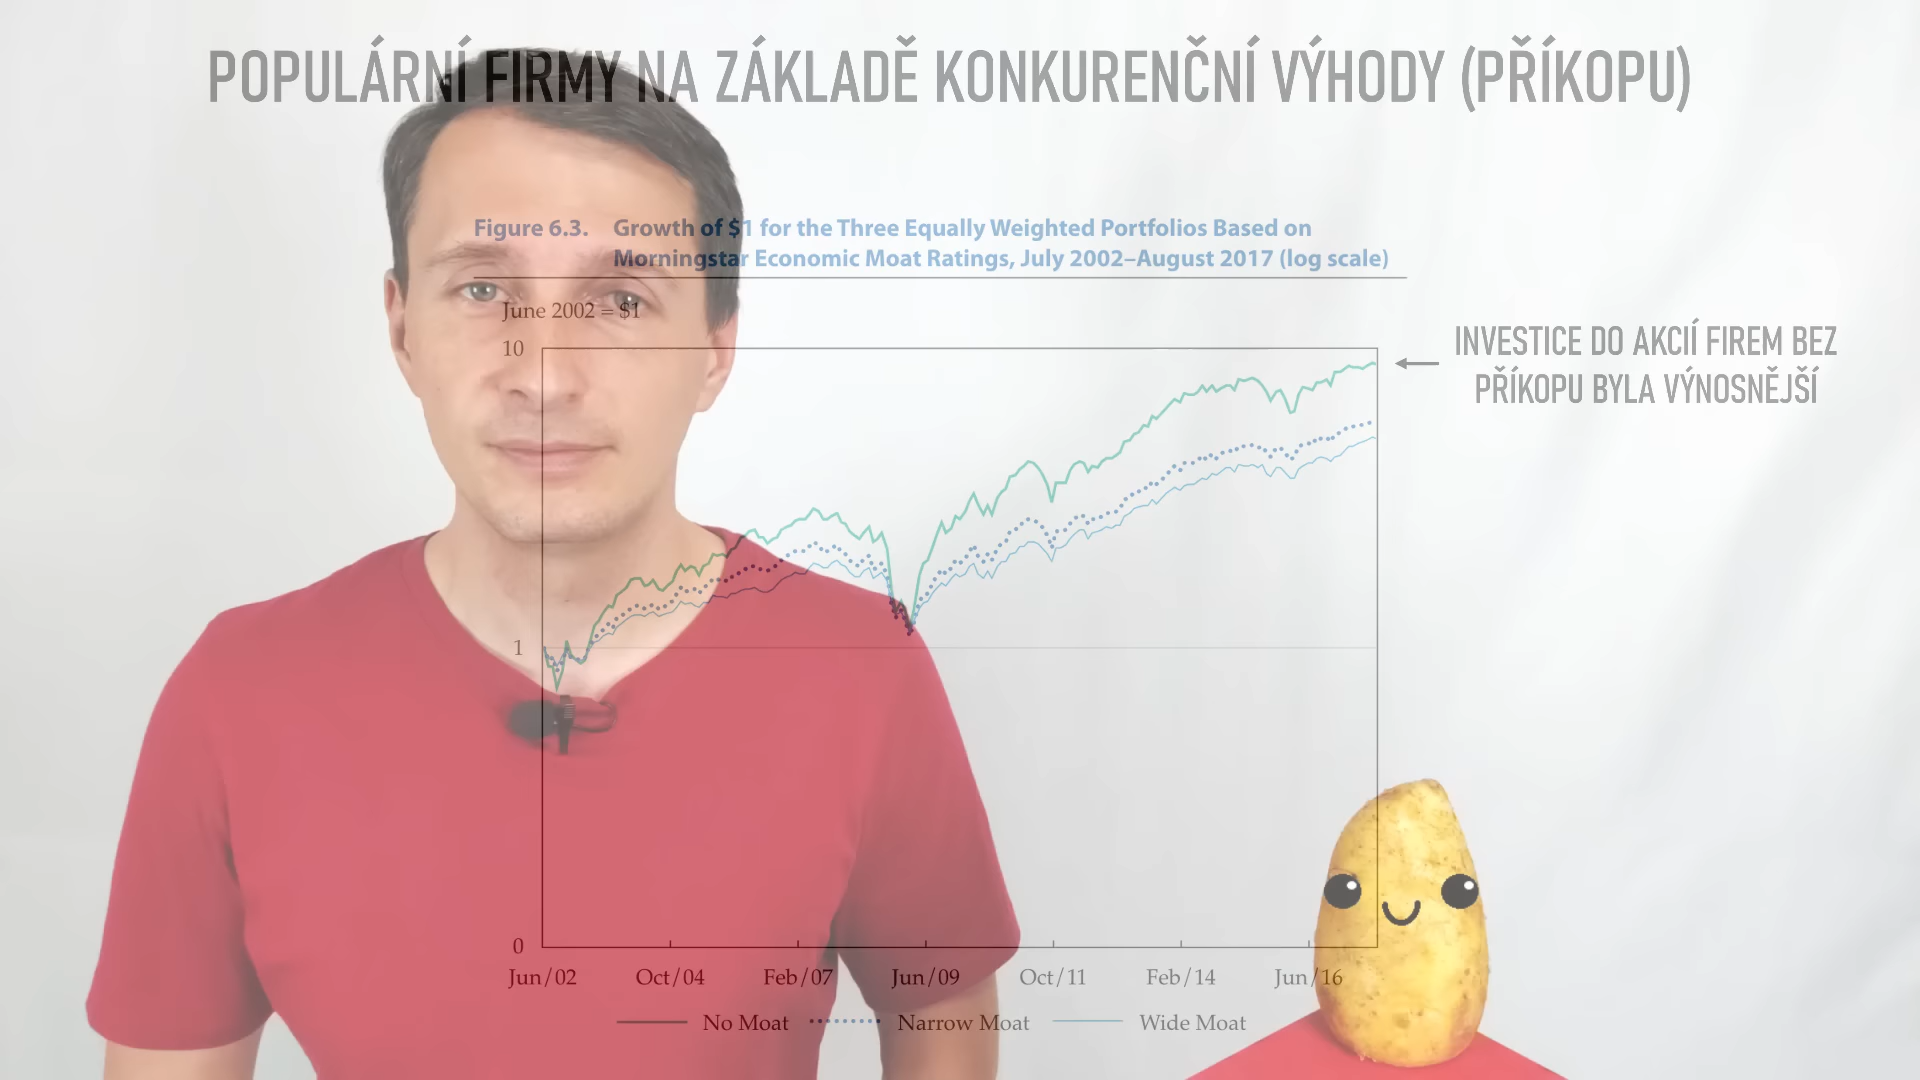 POPULÁRNÍ FIRMY NA ZÁKLADĚ KONKURENČNÍ VÝHODY (PŘÍKOPU)
Figure 6.3. Growth of $1 for the Three Equally Weighted Portfolios Based on
Morningstar Economic Moat Ratings, July 2002–August 2017 (log scale)
June 2002 = $1
10
1
0
Jun/02 Oct/04 Feb/07 Jun/09 Oct/11 Feb/14 Jun/16
No Moat Narrow Moat Wide Moat
INVESTICE DO AKCIÍ FIREM BEZ
PŘÍKOPU BYLA VÝNOSNĚJŠÍ